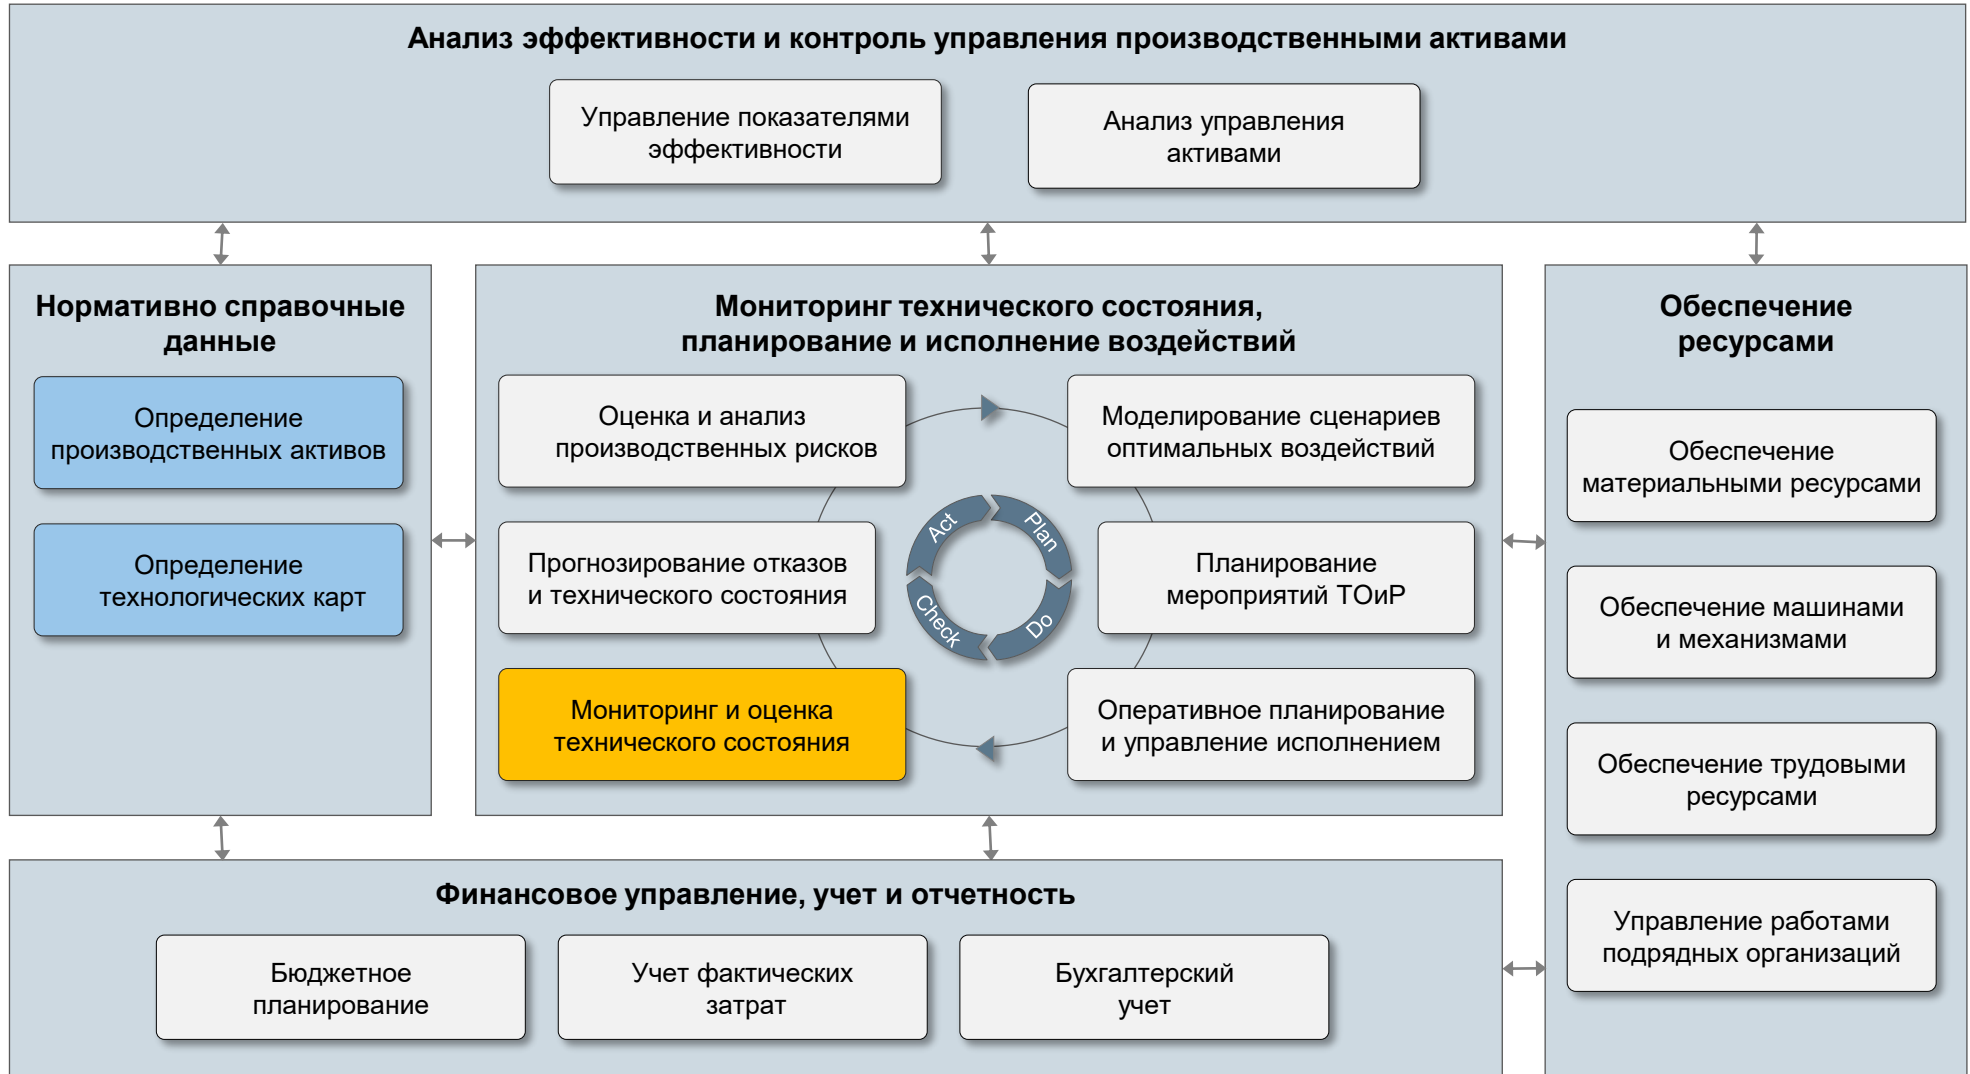 Анализ эффективности и контроль управления производственными активами
Управление показателями
эффективности
Анализ управления
активами
Нормативно справочные
данные
Определение
производственных активов
Определение
технологических карт
Мониторинг технического состояния,
планирование и исполнение воздействий
Оценка и анализ
производственных рисков
Моделирование сценариев
оптимальных воздействий
Прогнозирование отказов
и технического состояния
Act
Plan
Check
Do
Планирование
мероприятий ТОиР
Мониторинг и оценка
технического состояния
Оперативное планирование
и управление исполнением
Обеспечение
ресурсами
Обеспечение
материальными ресурсами
Обеспечение машинами
и механизмами
Обеспечение трудовыми
ресурсами
Управление работами
подрядных организаций
Финансовое управление, учет и отчетность
Бюджетное
планирование
Учет фактических
затрат
Бухгалтерский
учет